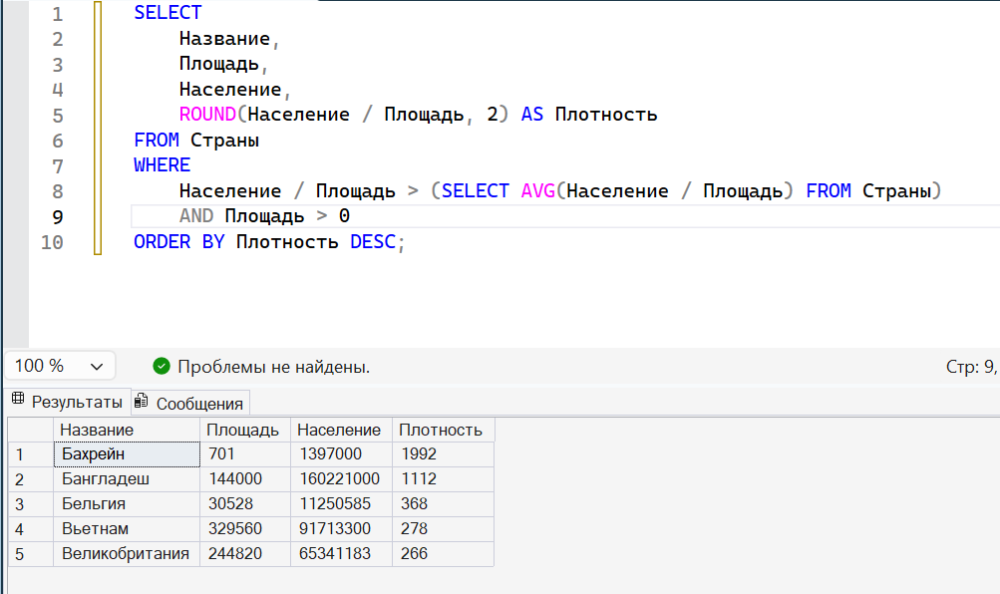 1 SELECT
2 Название,
3 Площадь,
4 Население,
5 ROUND(Население / Площадь, 2) AS Плотность
6 FROM Страны
7 WHERE
8 Население / Площадь > (SELECT AVG(Население / Площадь) FROM Страны)
9 AND Площадь > 0
10 ORDER BY Плотность DESC;
100 % Проблемы не найдены. Стр: 9,
Результаты Сообщения
Название Площадь Население Плотность
1 Бахрейн 701 1397000 1992
2 Бангладеш 144000 160221000 1112
3 Бельгия 30528 11250585 368
4 Вьетнам 329560 91713300 278
5 Великобритания 244820 65341183 266